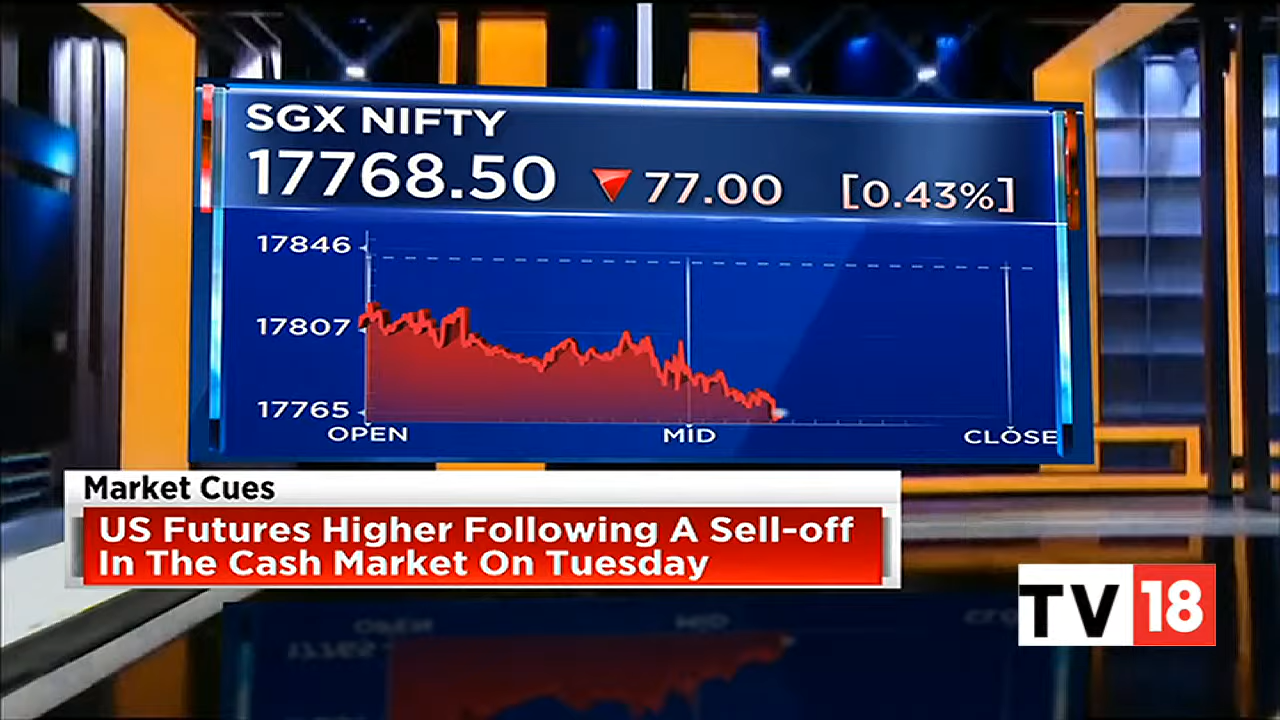 SGX NIFTY
17768.50 ▼ 77.00 [0.43%]
17846
17807
17765
OPEN MID CLOSE
Market Cues
US Futures Higher Following A Sell-off
In The Cash Market On Tuesday
TV18